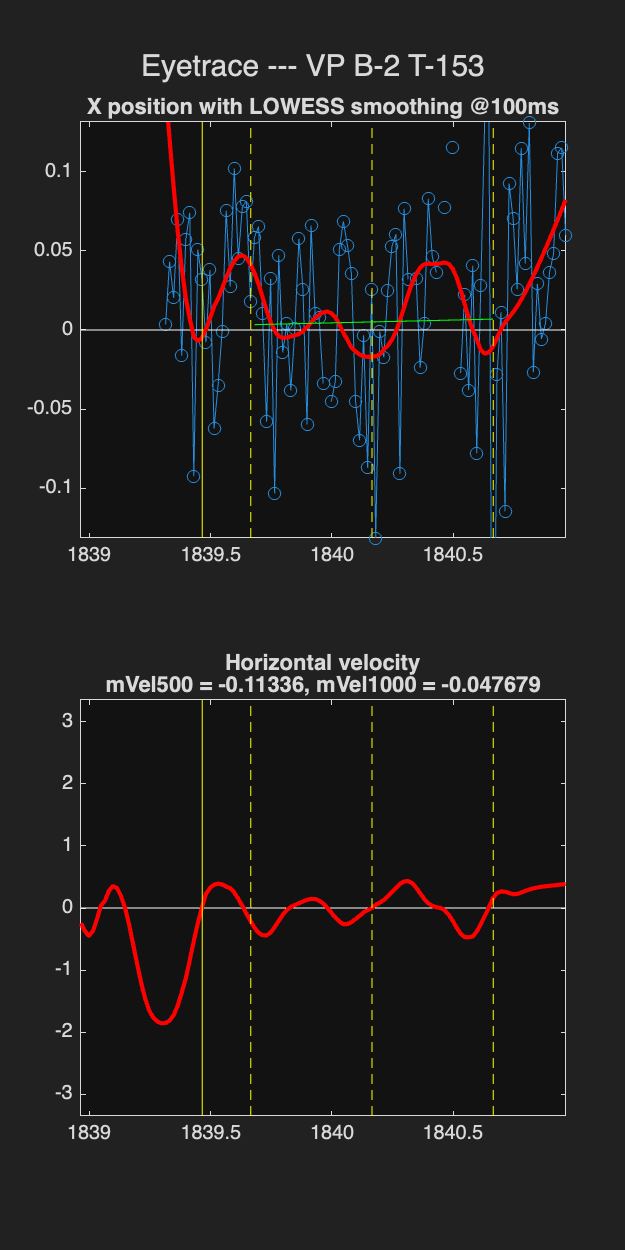 Eyetrace --- VP B-2 T-153
X position with LOWESS smoothing @100ms
0.1
0.05
0
-0.05
-0.1
1839 1839.5 1840 1840.5
Horizontal velocity
mVel500 = -0.11336, mVel1000 = -0.047679
3
2
1
0
-1
-2
-3
1839 1839.5 1840 1840.5